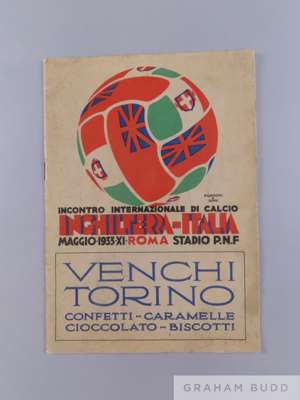 INCONTRO INTERNAZIONALE DI CALCIO
INGHILTERRA-ITALIA
MAGGIO·1933·XI·ROMA STADIO P.N.F
VENCHI
TORINO
CONFETTI-CARAMELLE
CIOCCOLATO-BISCOTTI
GRAHAM BUDD